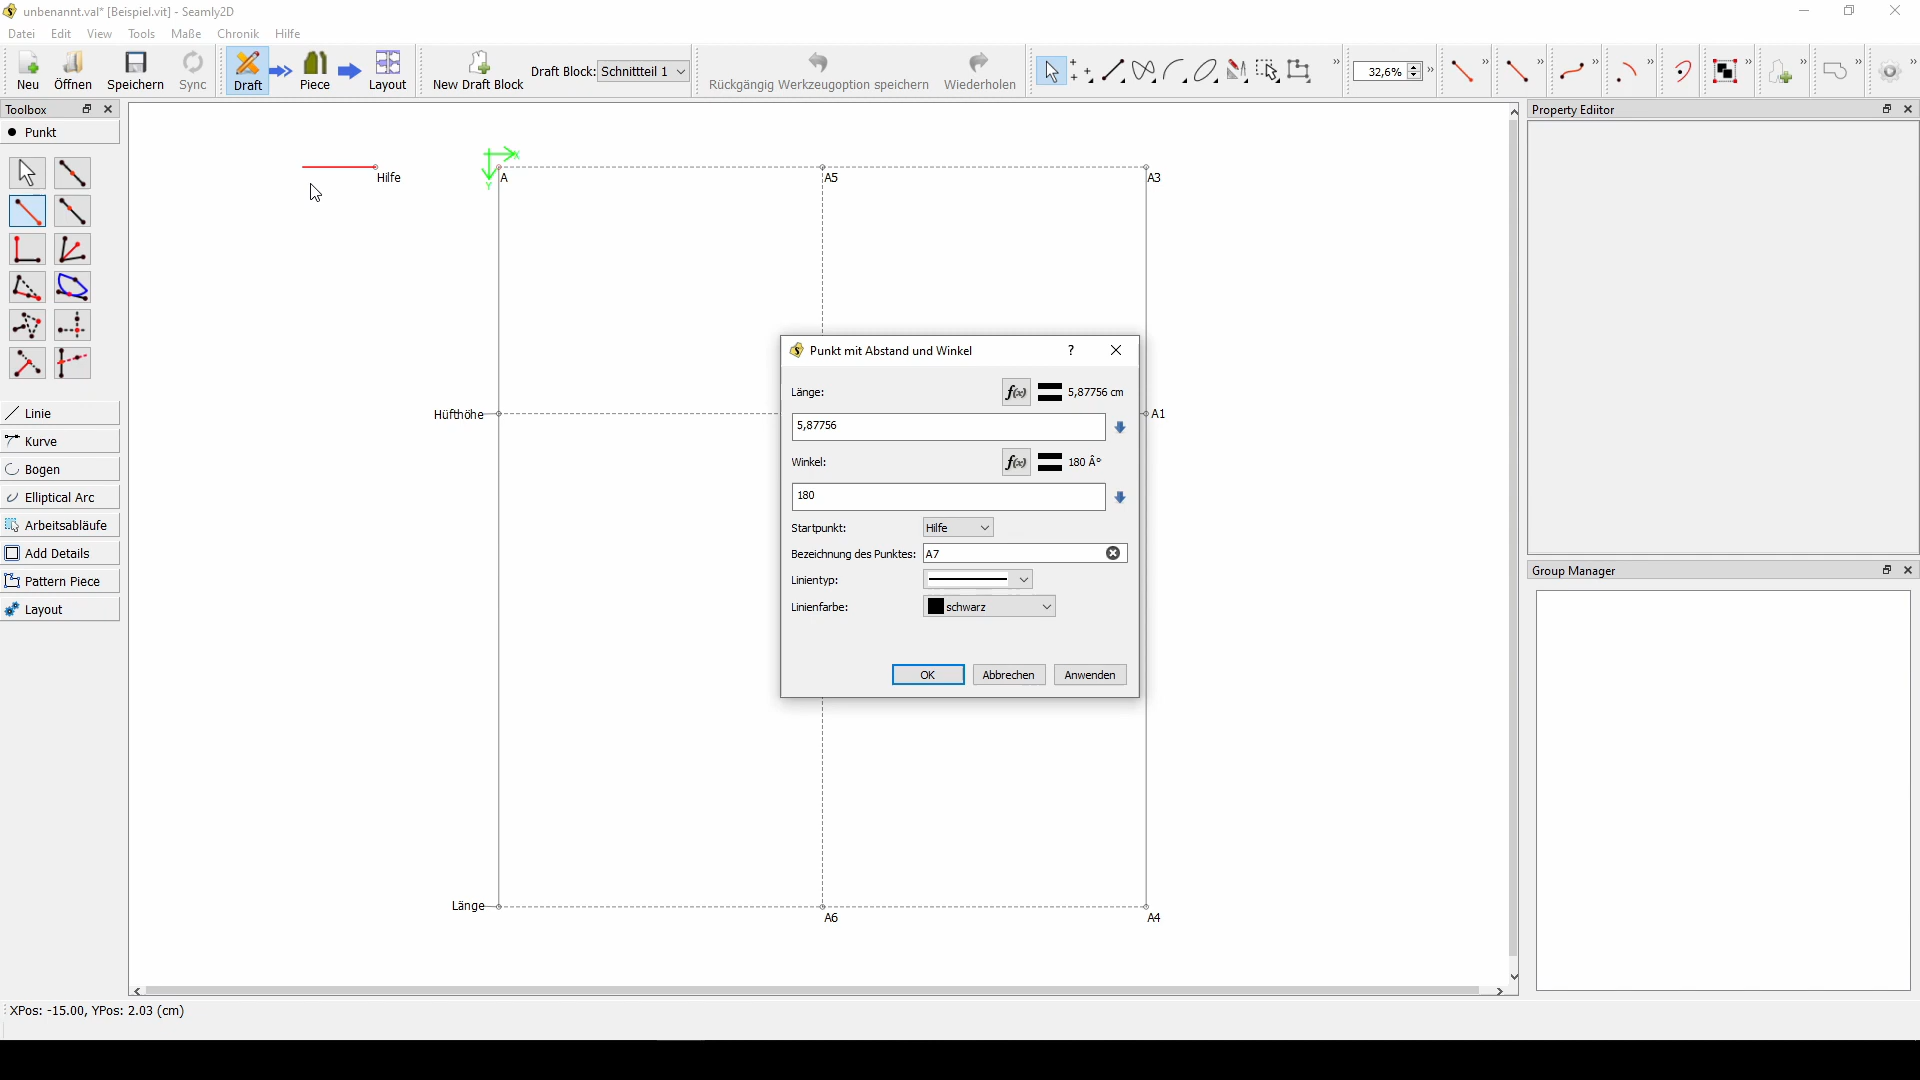 unbenannt.val* [Beispiel.vit] - Seamly2D
Datei Edit View Tools Maße Chronik Hilfe
Neu Öffnen Speichern Sync Draft Piece Layout New Draft Block Draft Block: Schnittteil 1 Rückgängig Werkzeugoption speichern Wiederholen 32,6%
Toolbox
Punkt
Linie
Kurve
Bogen
Elliptical Arc
Arbeitsabläufe
Add Details
Pattern Piece
Layout
Hilfe
X
Y
A
A5
A3
Hüfthöhe
A1
Länge
A6
A4
Punkt mit Abstand und Winkel ?
Länge: f(x) 5,87756 cm
5,87756
Winkel: f(x) 180 Â°
180
Startpunkt: Hilfe
Bezeichnung des Punktes: A7
Linientyp:
Linienfarbe: schwarz
OK Abbrechen Anwenden
Property Ediitor
Group Manager
XPos: -15.00, YPos: 2.03 (cm)